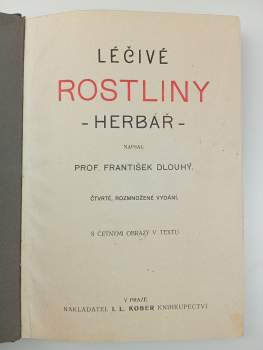 LÉČIVÉ
ROSTLINY
- HERBÁŘ -
NAPSAL
PROF. FRANTIŠEK DLOUHÝ.
ČTVRTÉ, ROZMNOŽENÉ VYDÁNÍ.
S ČETNÝMI OBRAZY V TEXTU.
V PRAZE
NAKLADATEL I. L. KOBER KNIHKUPECTVÍ